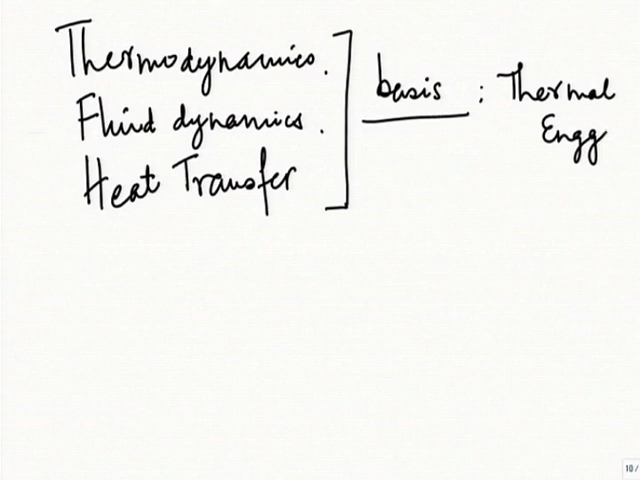 Thermodynamics.
Fluid dynamics.
Heat Transfer
basis : Thermal
Engg
10/